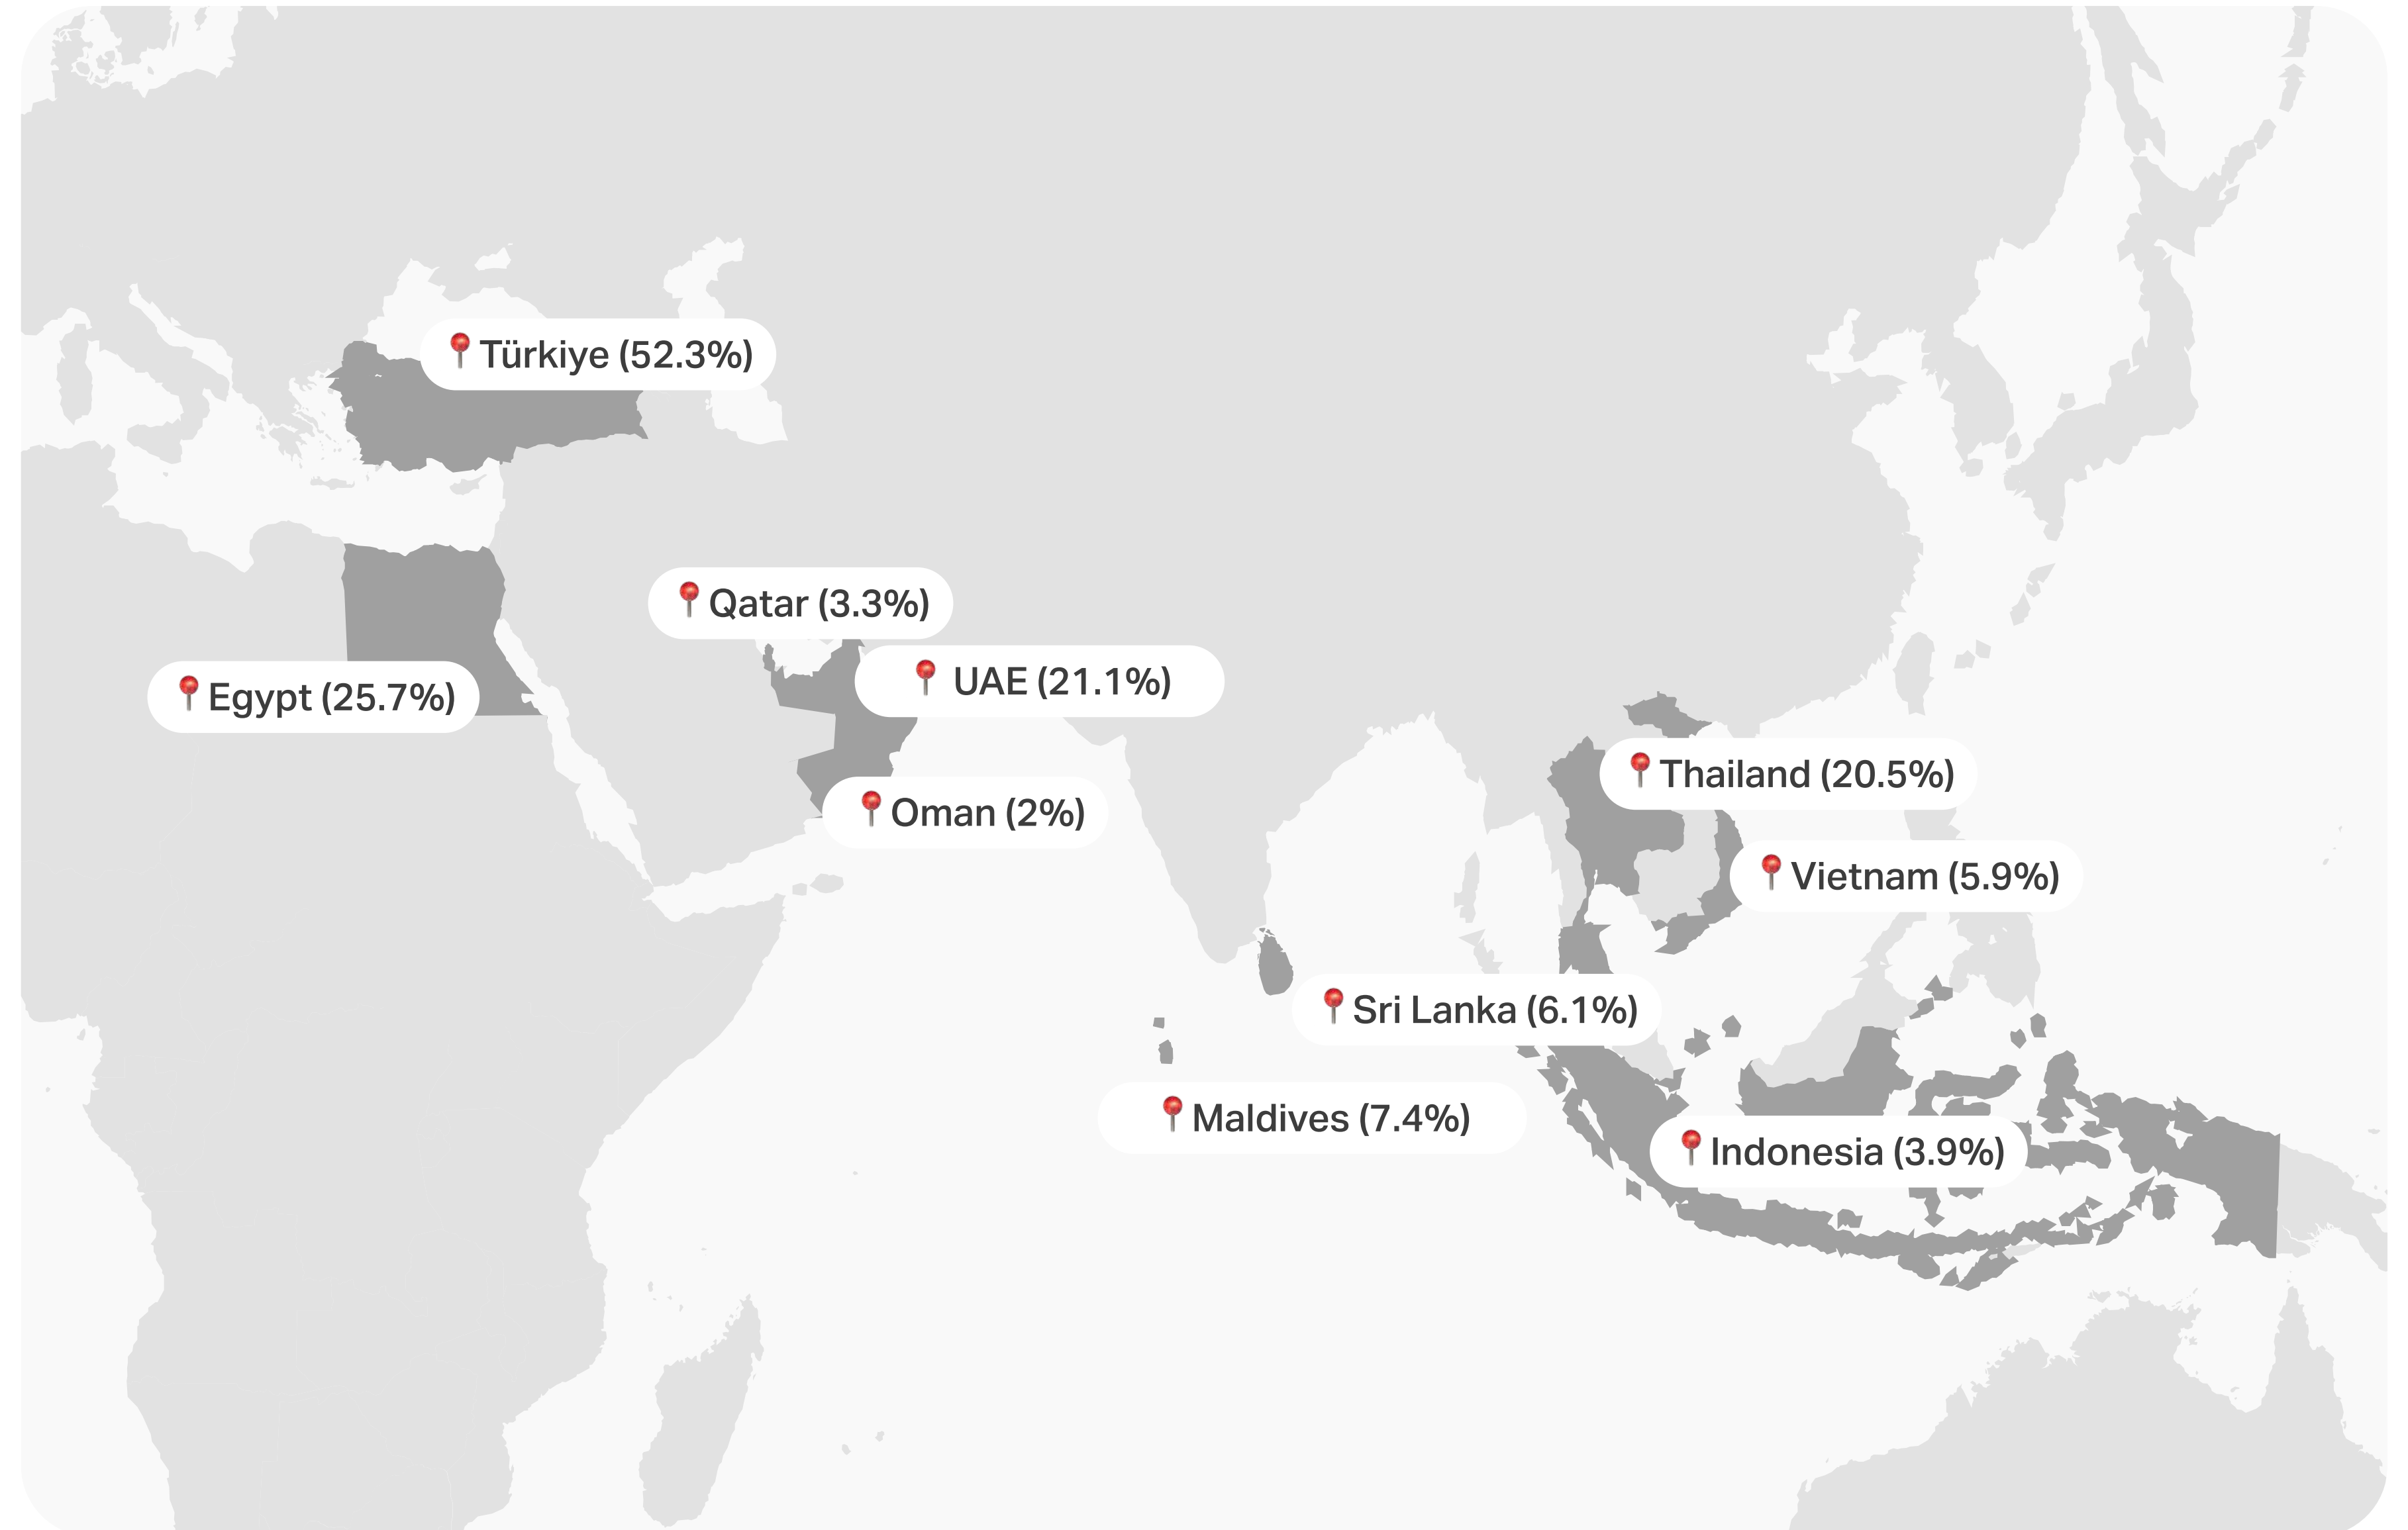 Türkiye (52.3%)
Qatar (3.3%)
UAE (21.1%)
Egypt (25.7%)
Thailand (20.5%)
Oman (2%)
Vietnam (5.9%)
Sri Lanka (6.1%)
Maldives (7.4%)
Indonesia (3.9%)